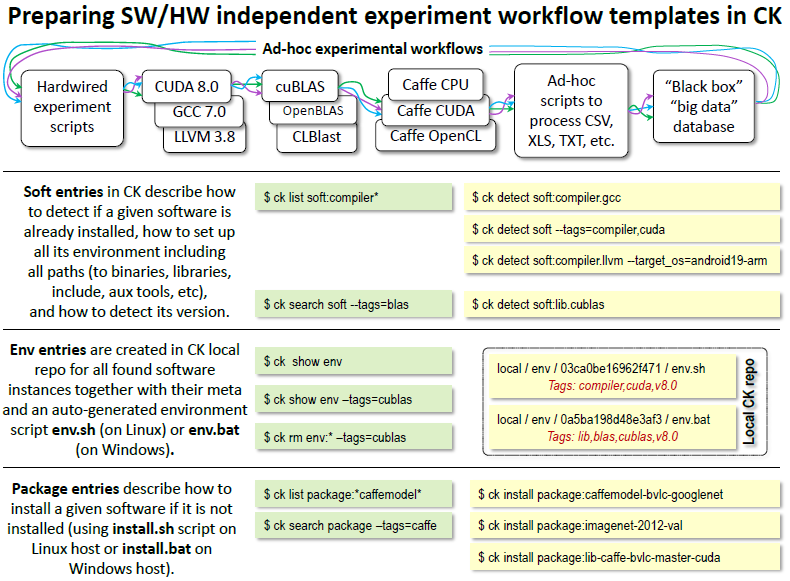 Preparing SW/HW independent experiment workflow templates in CK
Ad-hoc experimental workflows
Hardwired
experiment
scripts
CUDA 8.0
GCC 7.0
LLVM 3.8
cuBLAS
OpenBLAS
CLBlast
Caffe CPU
Caffe CUDA
Caffe OpenCL
Ad-hoc
scripts to
process CSV,
XLS, TXT, etc.
“Black box”
“big data”
database
Soft entries in CK describe how
to detect if a given software is
already installed, how to set up
all its environment including
all paths (to binaries, libraries,
include, aux tools, etc),
and how to detect its version.
$ ck list soft:compiler*
$ ck search soft --tags=blas
$ ck detect soft:compiler.gcc
$ ck detect soft --tags=compiler,cuda
$ ck detect soft:compiler.llvm --target_os=android19-arm
$ ck detect soft:lib.cublas
Env entries are created in CK local
repo for all found software
instances together with their meta
and an auto-generated environment
script env.sh (on Linux) or env.bat
(on Windows).
$ ck show env
$ ck show env –tags=cublas
$ ck rm env:* –tags=cublas
local / env / 03ca0be16962f471 / env.sh
Tags: compiler,cuda,v8.0
local / env / 0a5ba198d48e3af3 / env.bat
Tags: lib,blas,cublas,v8.0
Local CK repo
Package entries describe how to
install a given software if it is not
installed (using install.sh script on
Linux host or install.bat on
Windows host).
$ ck list package:*caffemodel*
$ ck search package –tags=caffe
$ ck install package:caffemodel-bvlc-googlenet
$ ck install package:imagenet-2012-val
$ ck install package:lib-caffe-bvlc-master-cuda